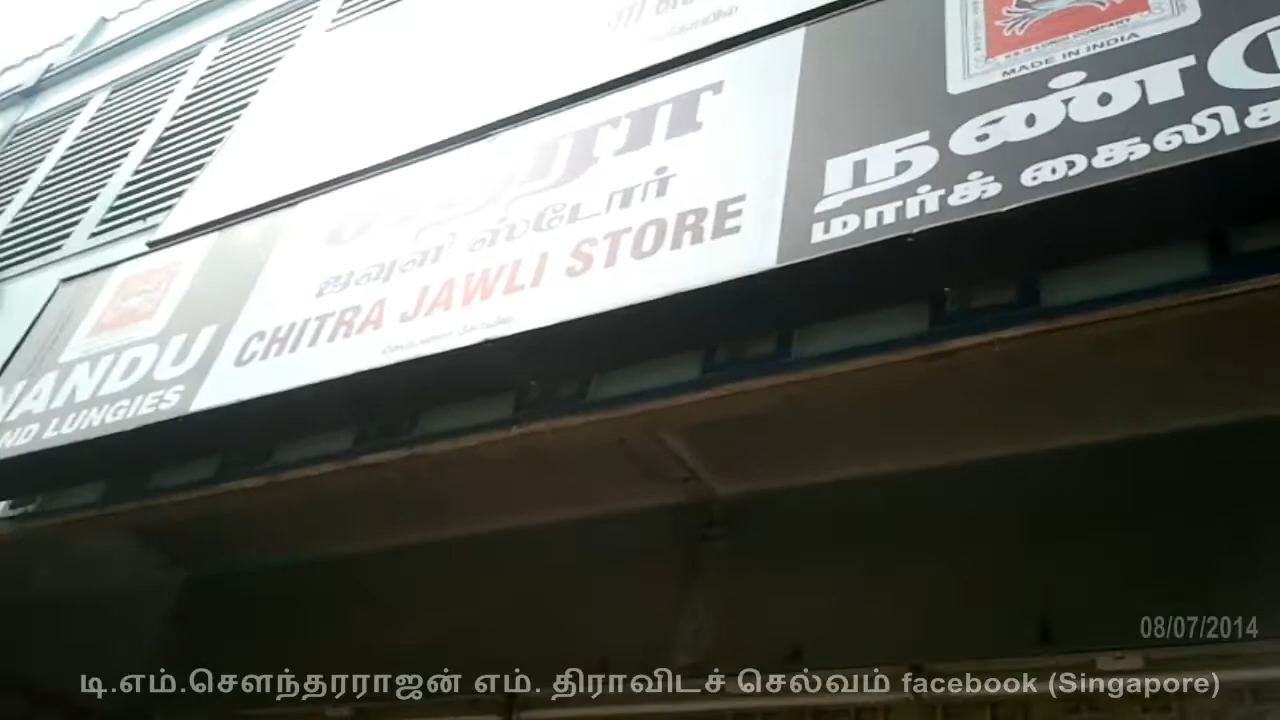 MADE IN INDIA
நண்டு
மார்க் கைலிக
ஜவுளி ஸ்டோர்
CHITRA JAWLI STORE
NANDU
AND LUNGIES
08/07/2014
டி.எம்.சௌந்தரராஜன் எம். திராவிடச் செல்வம் facebook (Singapore)